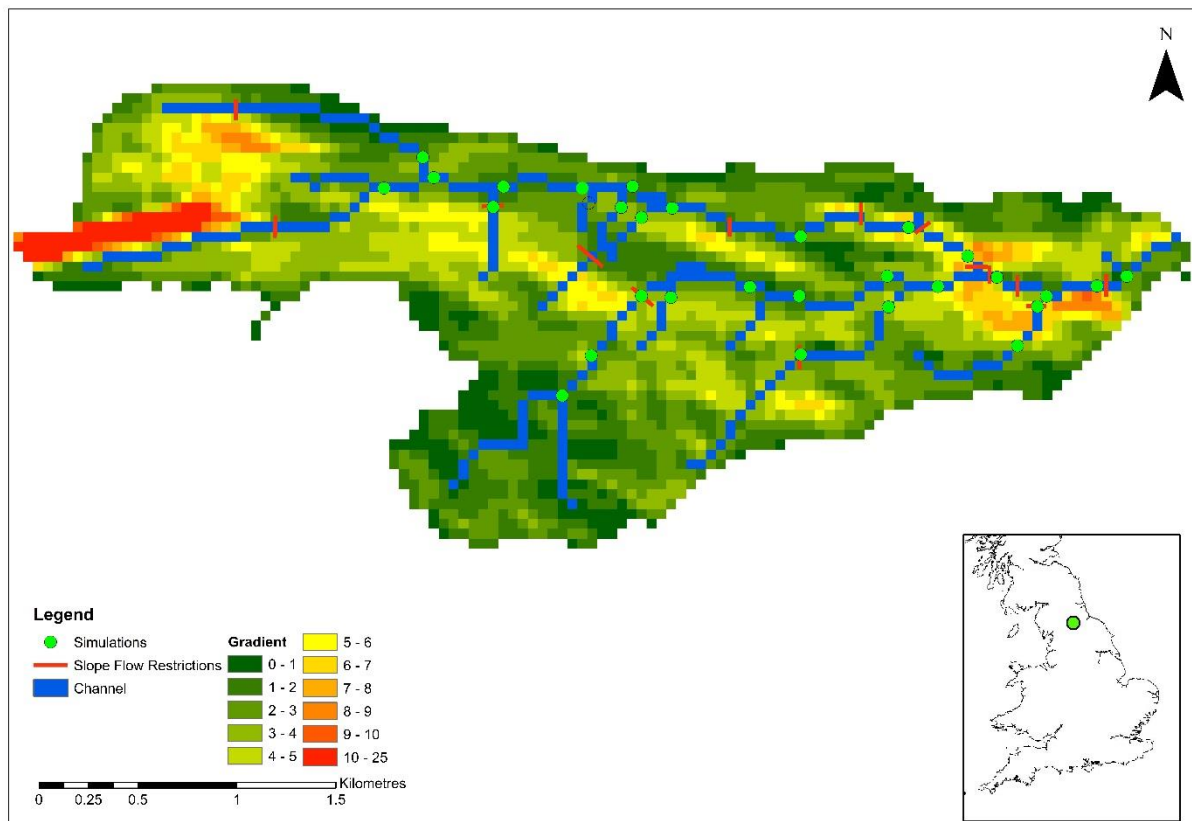 N
Legend
Simulations
Slope Flow Restrictions
Channel
Gradient
0 - 1
1 - 2
2 - 3
3 - 4
4 - 5
5 - 6
6 - 7
7 - 8
8 - 9
9 - 10
10 - 25
Kilometres
0 0.25 0.5 1 1.5